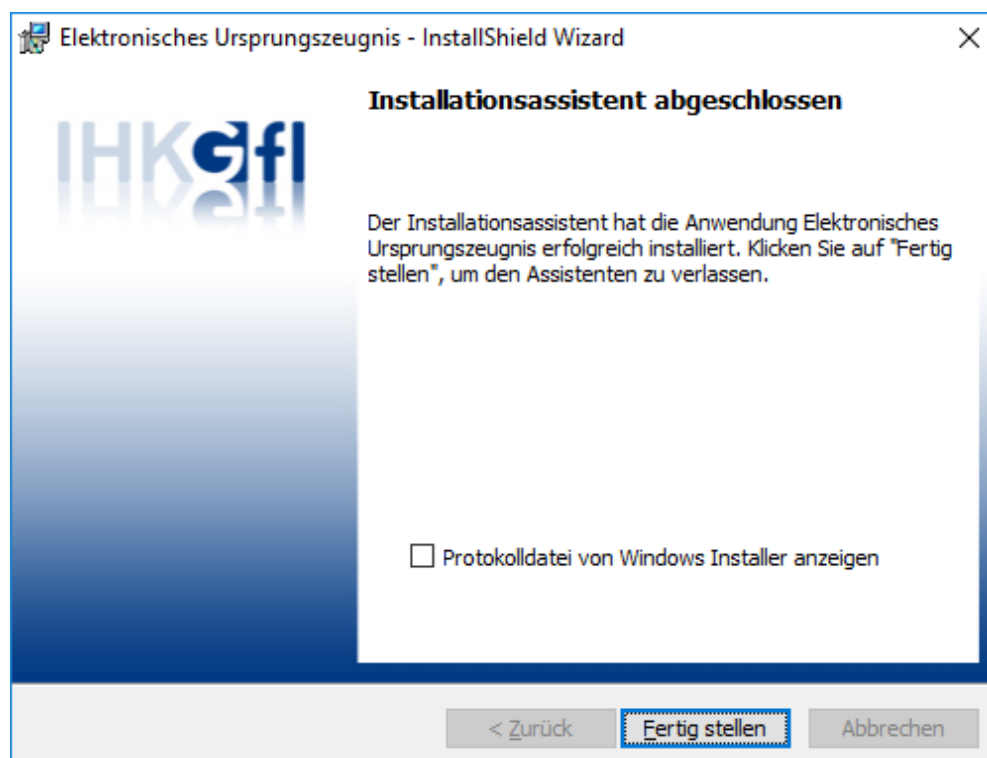 Elektronisches Ursprungszeugnis - InstallShield Wizard
IHKGfI
Installationsassistent abgeschlossen
Der Installationsassistent hat die Anwendung Elektronisches
Ursprungszeugnis erfolgreich installiert. Klicken Sie auf "Fertig
stellen", um den Assistenten zu verlassen.
Protokolldatei von Windows Installer anzeigen
< Zurück
Fertig stellen
Abbrechen